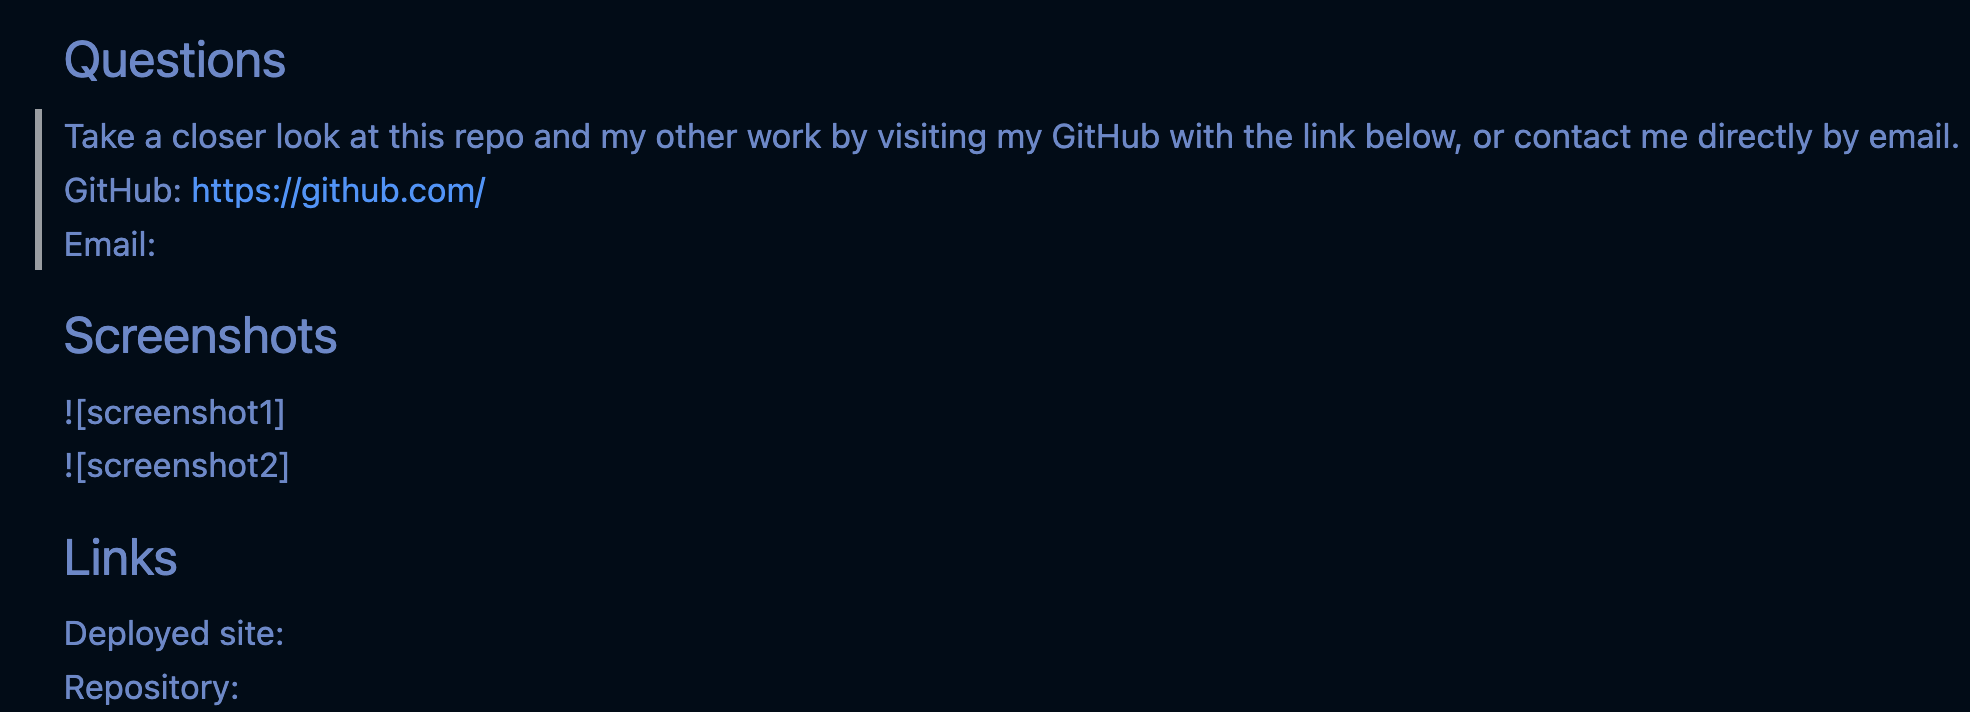 Questions
Take a closer look at this repo and my other work by visiting my GitHub with the link below, or contact me directly by email.
GitHub: https://github.com/
Email:
Screenshots
![screenshot1]
![screenshot2]
Links
Deployed site:
Repository: